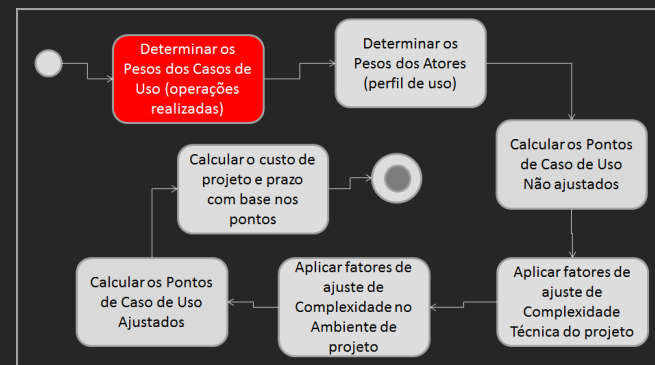 Determinar os
Pesos dos Casos de
Uso (operações
realizadas)
Determinar os
Pesos dos Atores
(perfil de uso)
Calcular os Pontos
de Caso de Uso
Não ajustados
Aplicar fatores de
ajuste de
Complexidade
Técnica do projeto
Aplicar fatores de
ajuste de
Complexidade no
Ambiente de
projeto
Calcular os Pontos
de Caso de Uso
Ajustados
Calcular o custo de
projeto e prazo
com base nos
pontos